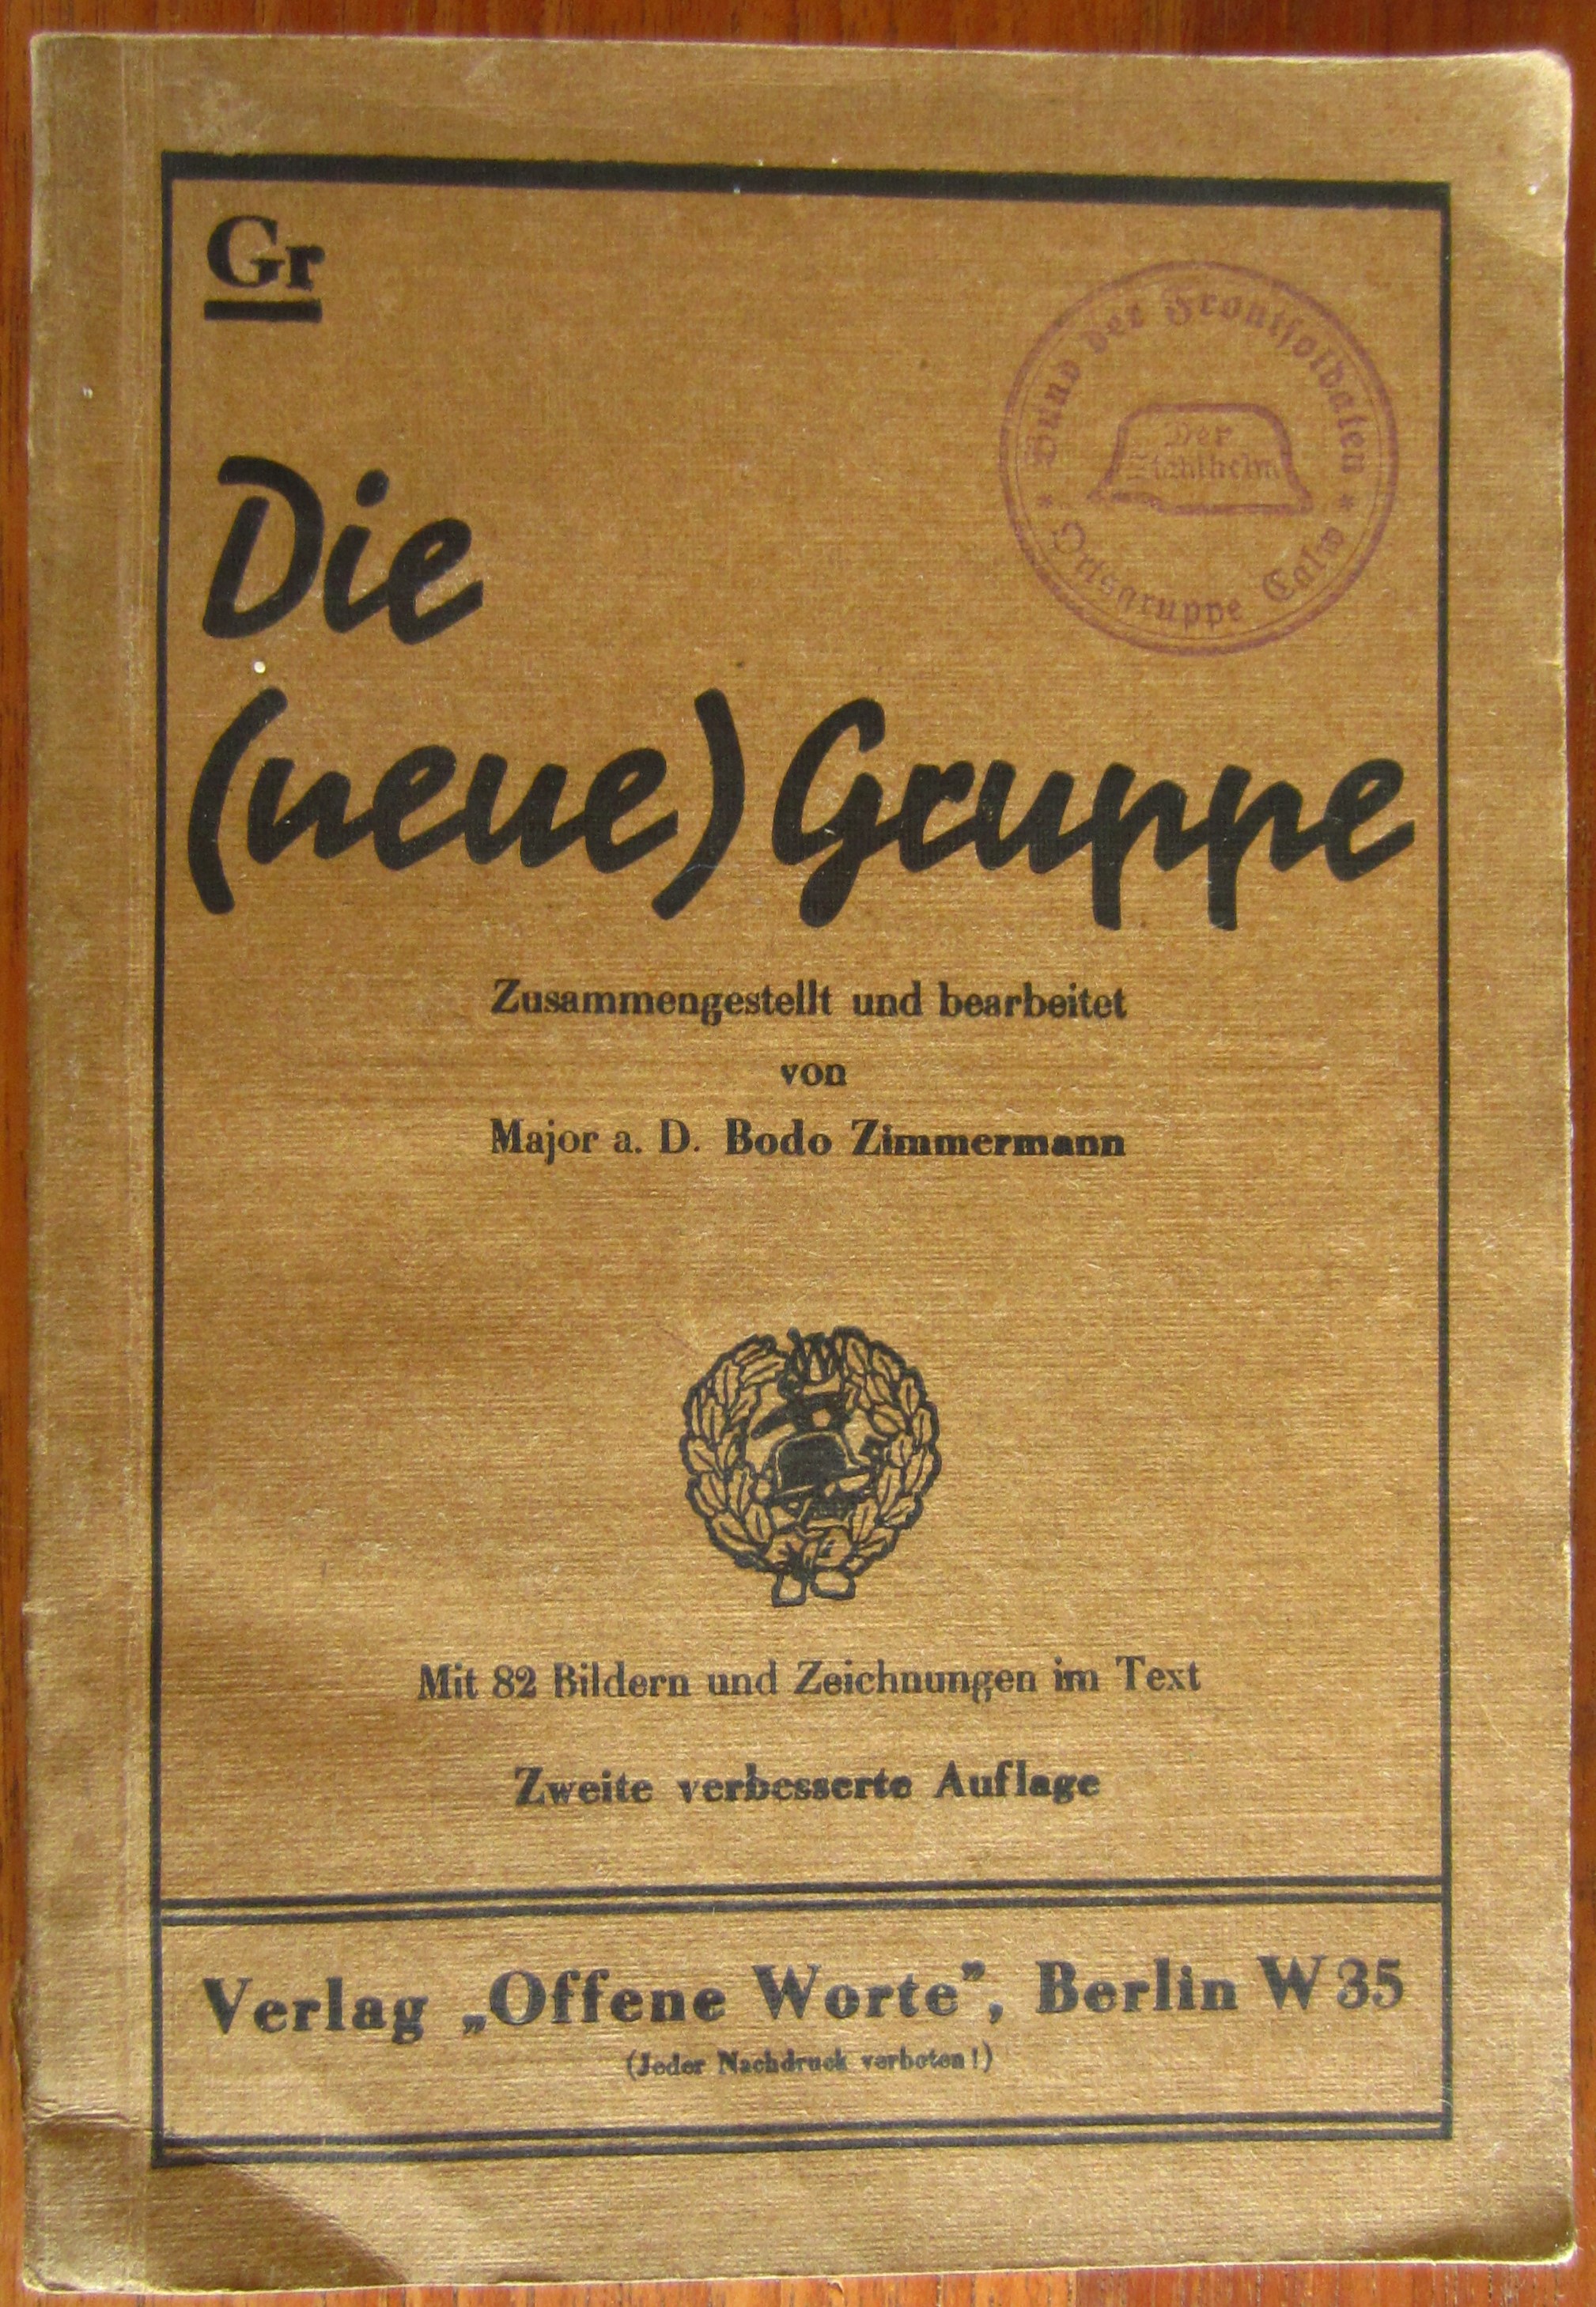 Gr
Bund der Frontsoldaten
Der
Stahlhelm
* Ortsgruppe Calw *
Die
(neue) Gruppe
Zusammengestellt und bearbeitet
von
Major a. D. Bodo Zimmermann
Mit 82 Bildern und Zeichnungen im Text
Zweite verbesserte Auflage
Verlag „Offene Worte”, Berlin W 35
(Jeder Nachdruck verboten!)